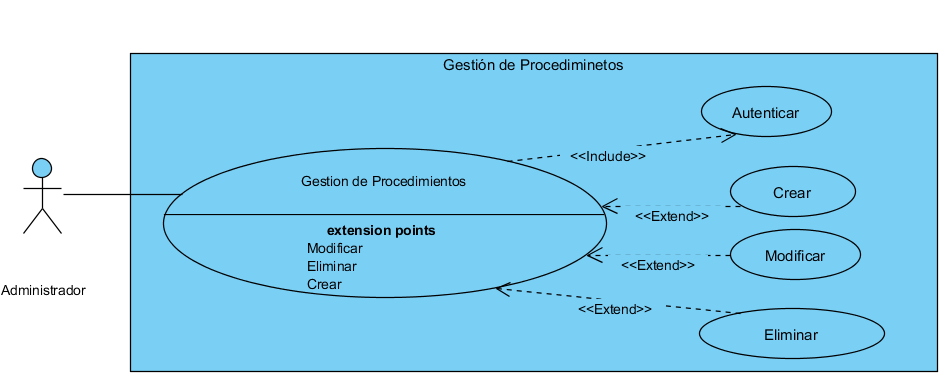 Gestión de Procediminetos
Autenticar
<<Include>>
Gestion de Procedimientos
Crear
<<Extend>>
extension points
Modificar
Eliminar
Crear
Modificar
<<Extend>>
Administrador
<<Extend>>
Eliminar